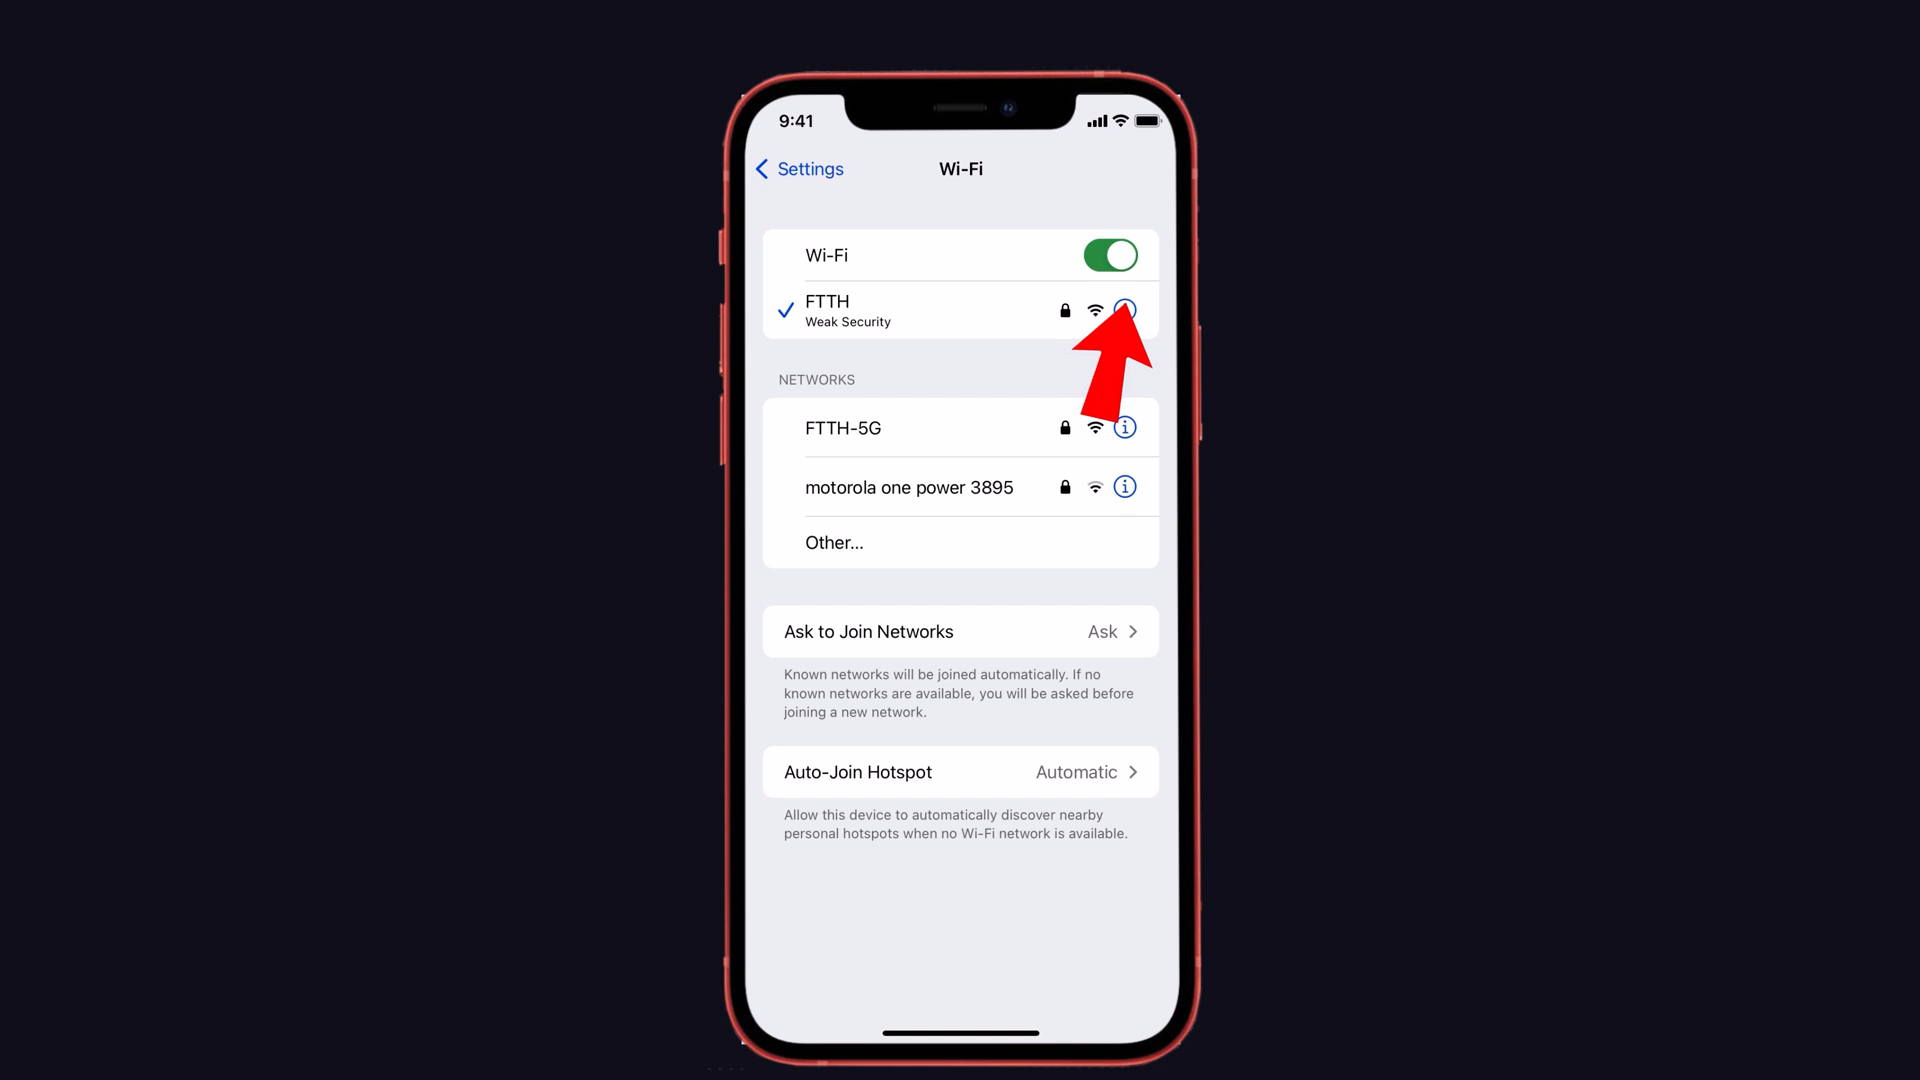 9:41
Settings
Wi-Fi
Wi-Fi
FTTH
Weak Security
NETWORKS
FTTH-5G
motorola one power 3895
Other...
Ask to Join Networks Ask
Known networks will be joined automatically. If no
known networks are available, you will be asked before
joining a new network.
Auto-Join Hotspot Automatic
Allow this device to automatically discover nearby
personal hotspots when no Wi-Fi network is available.